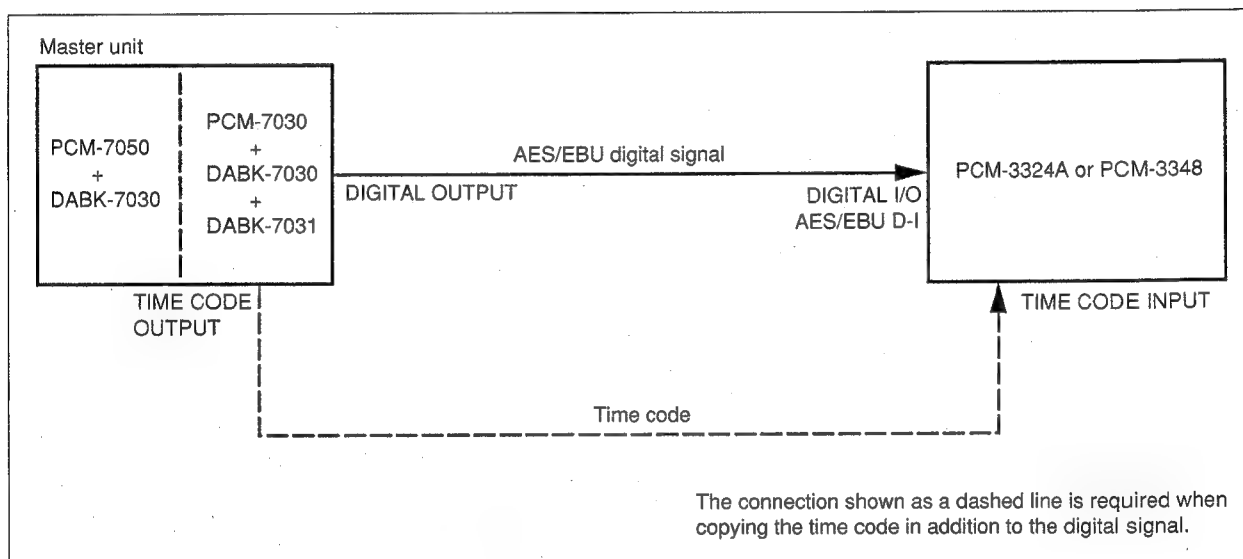 Master unit
PCM-7050
+
DABK-7030
PCM-7030
+
DABK-7030
+
DABK-7031
AES/EBU digital signal
DIGITAL OUTPUT
DIGITAL I/O
AES/EBU D-I
PCM-3324A or PCM-3348
TIME CODE
OUTPUT
TIME CODE INPUT
Time code
The connection shown as a dashed line is required when
copying the time code in addition to the digital signal.